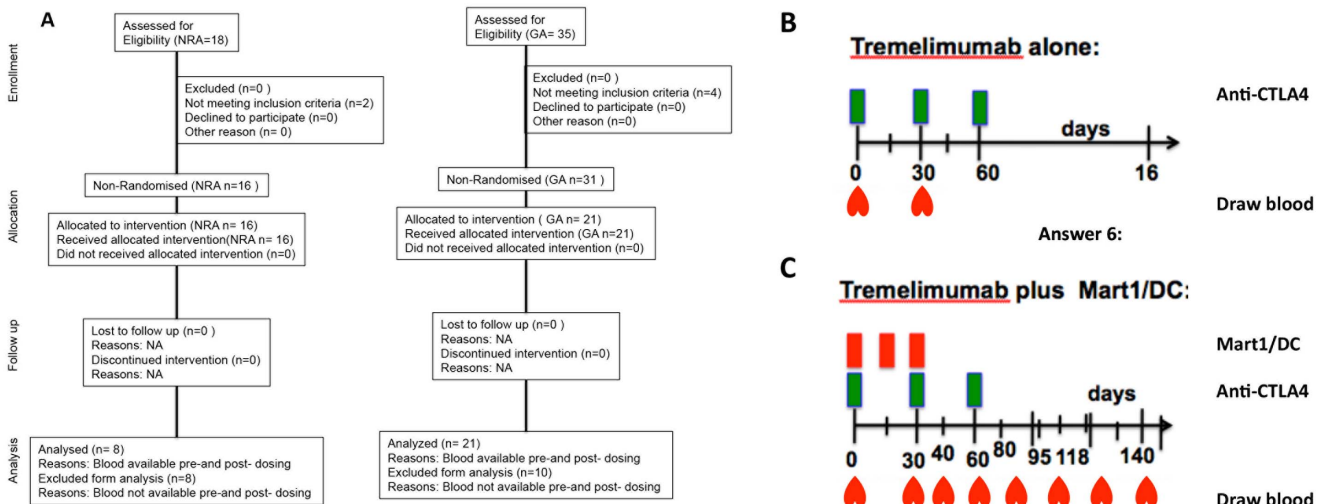 A
Enrollment
Assessed for
Eligibility (NRA=18)
Excluded (n=0 )
Not meeting inclusion criteria (n=2)
Declined to participate (n=0)
Other reason (n= 0)
Assessed for
Eligibility (GA= 35)
Excluded (n=0 )
Not meeting inclusion criteria (n=4)
Declined to participate (n=0)
Other reason (n=0)
Allocation
Non-Randomised (NRA n=16 )
Allocated to intervention (NRA n= 16)
Received allocated intervention(NRA n= 16)
Did not received allocated intervention (n=0)
Non-Randomised (GA n=31 )
Allocated to intervention ( GA n= 21)
Received allocated intervention (GA n=21)
Did not received allocated intervention (n=0)
Follow up
Lost to follow up (n=0 )
Reasons: NA
Discontinued intervention (n=0)
Reasons: NA
Lost to follow up (n=0 )
Reasons: NA
Discontinued intervention (n=0)
Reasons: NA
Analysis
Analysed (n= 8)
Reasons: Blood available pre-and post- dosing
Excluded form analysis (n=8)
Reasons: Blood not available pre-and post- dosing
Analyzed (n= 21)
Reasons: Blood available pre-and post- dosing
Excluded form analysis (n=10)
Reasons: Blood not available pre-and post- dosing
B
Tremelimumab alone:
Anti-CTLA4
days
0 30 60 16
Draw blood
Answer 6:
C
Tremelimumab plus Mart1/DC:
Mart1/DC
Anti-CTLA4
days
0 30 40 60 80 95 118 140
Draw blood